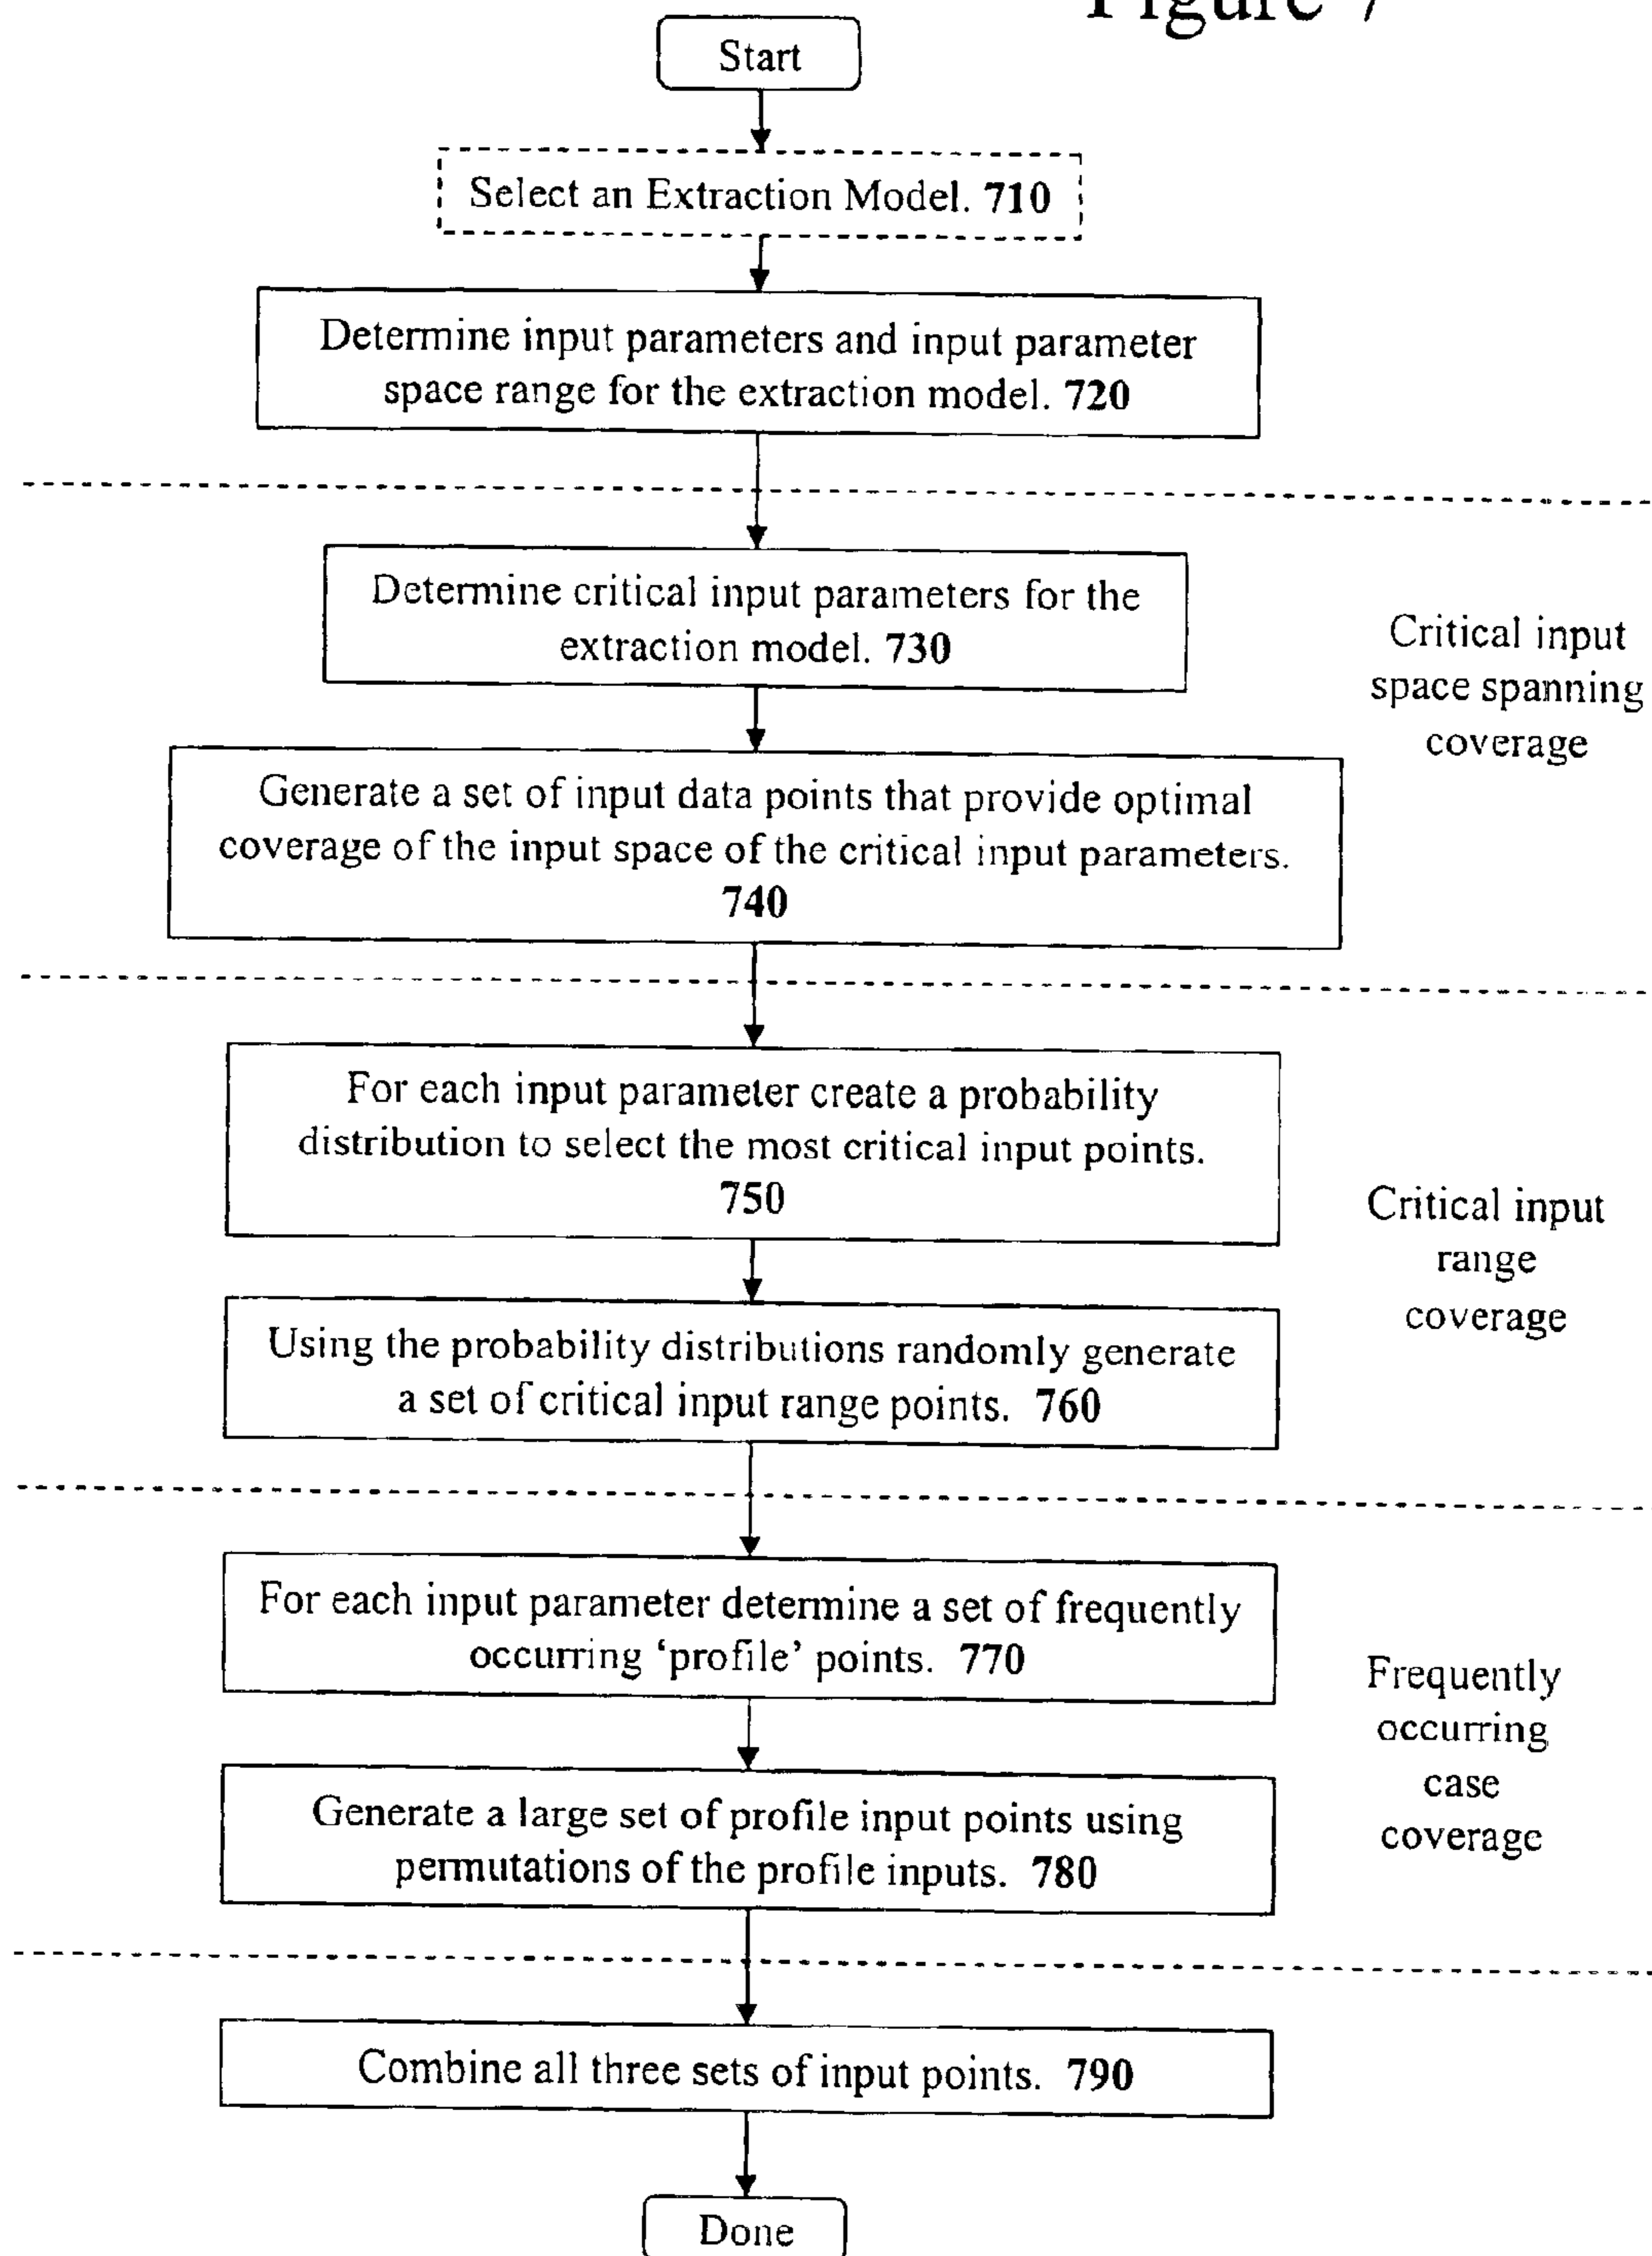 Figure 7
Start
Select an Extraction Model. 710
Determine input parameters and input parameter
space range for the extraction model. 720
Determine critical input parameters for the
extraction model. 730
Critical input
space spanning
coverage
Generate a set of input data points that provide optimal
coverage of the input space of the critical input parameters.
740
For each input parameter create a probability
distribution to select the most critical input points.
750
Critical input
range
coverage
Using the probability distributions randomly generate
a set of critical input range points. 760
For each input parameter determine a set of frequently
occurring ‘profile’ points. 770
Frequently
occurring
case
coverage
Generate a large set of profile input points using
permutations of the profile inputs. 780
Combine all three sets of input points. 790
Done